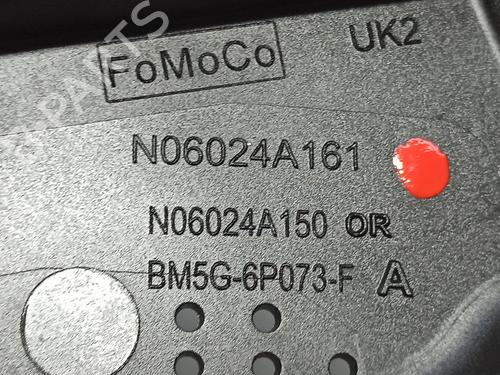 FoMoCo UK2
N06024A161
N06024A150 OR
BM5G-6P073-F A